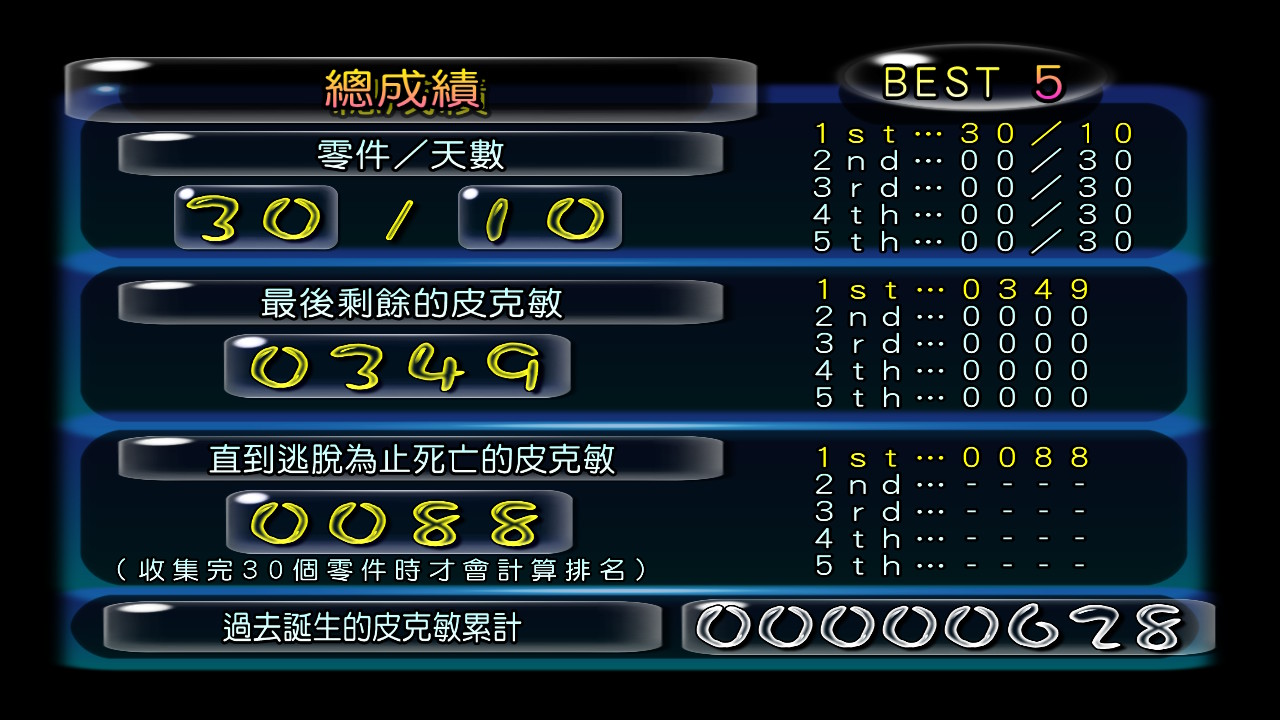 總成績
BEST 5
零件／天數
30 / 10
1st…30／10
2nd…00／30
3rd…00／30
4th…00／30
5th…00／30
最後剩餘的皮克敏
0349
1st…0349
2nd…0000
3rd…0000
4th…0000
5th…0000
直到逃脫為止死亡的皮克敏
0088
（收集完30個零件時才會計算排名）
1st…0088
2nd…----
3rd…----
4th…----
5th…----
過去誕生的皮克敏累計
00000628